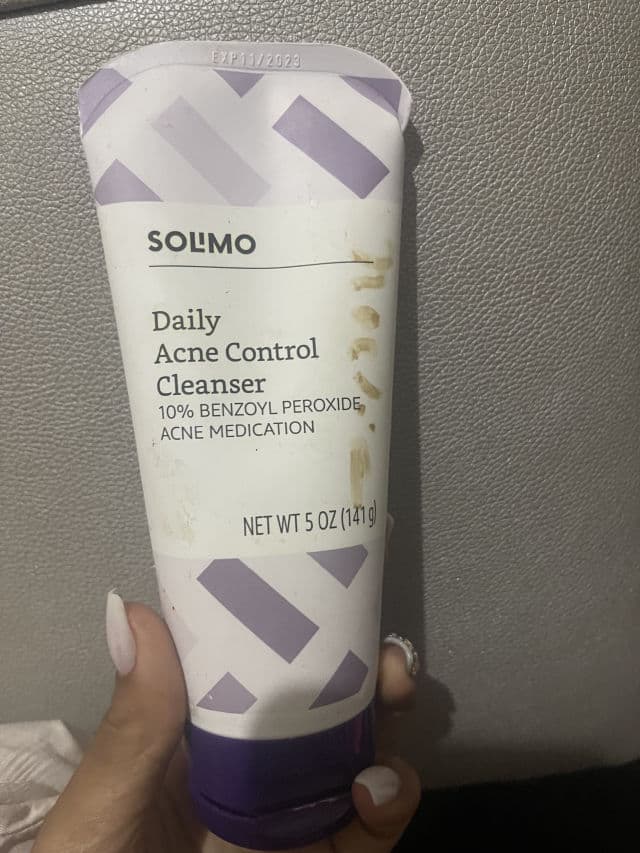 EXP11/2023
SOLIMO
Daily
Acne Control
Cleanser
10% BENZOYL PEROXIDE
ACNE MEDICATION
NET WT 5 OZ (141 g)